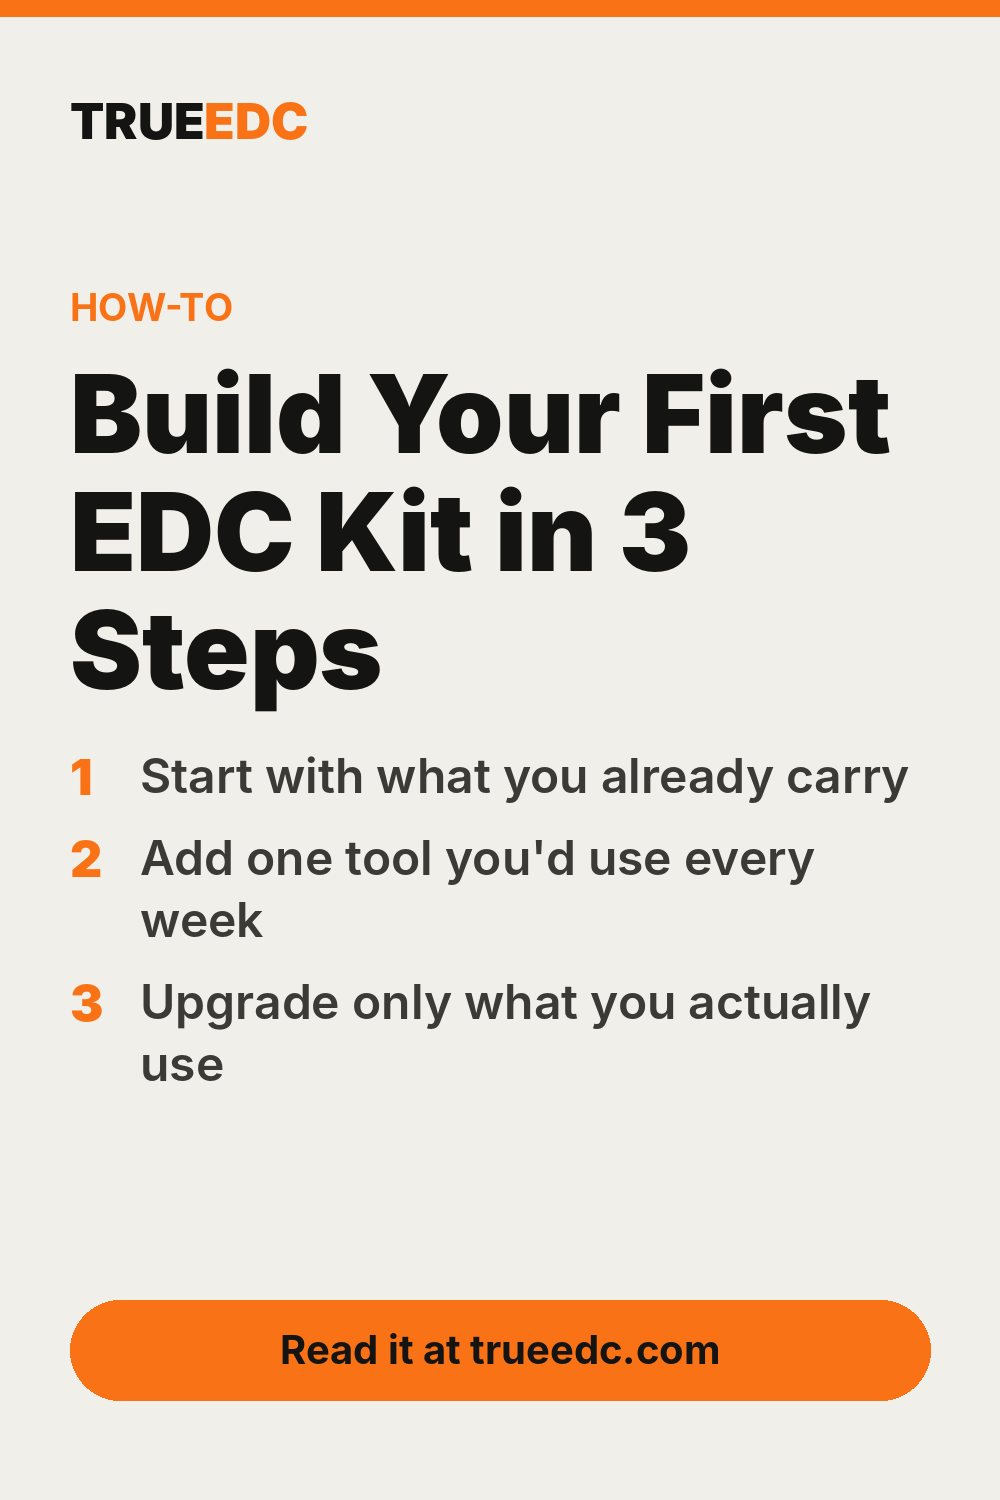 TRUEEDC
HOW-TO
Build Your First
EDC Kit in 3
Steps
1 Start with what you already carry
2 Add one tool you'd use every
week
3 Upgrade only what you actually
use
Read it at trueedc.com